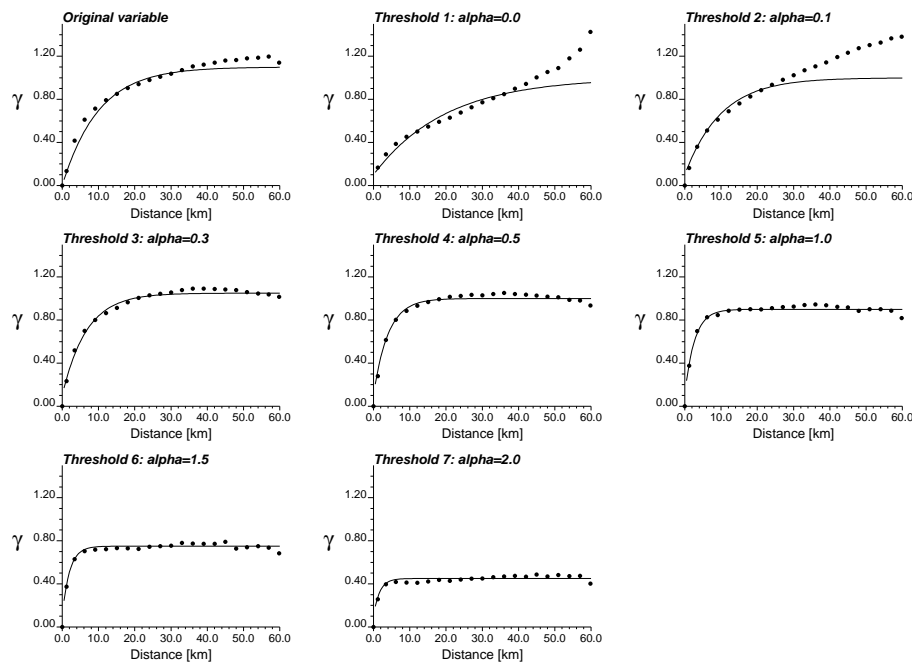 Original variable
γ
1.20
0.80
0.40
0.00
0.0 10.0 20.0 30.0 40.0 50.0 60.0
Distance [km]
Threshold 1: alpha=0.0
γ
1.20
0.80
0.40
0.00
0.0 10.0 20.0 30.0 40.0 50.0 60.0
Distance [km]
Threshold 2: alpha=0.1
γ
1.20
0.80
0.40
0.00
0.0 10.0 20.0 30.0 40.0 50.0 60.0
Distance [km]
Threshold 3: alpha=0.3
γ
1.20
0.80
0.40
0.00
0.0 10.0 20.0 30.0 40.0 50.0 60.0
Distance [km]
Threshold 4: alpha=0.5
γ
1.20
0.80
0.40
0.00
0.0 10.0 20.0 30.0 40.0 50.0 60.0
Distance [km]
Threshold 5: alpha=1.0
γ
1.20
0.80
0.40
0.00
0.0 10.0 20.0 30.0 40.0 50.0 60.0
Distance [km]
Threshold 6: alpha=1.5
γ
1.20
0.80
0.40
0.00
0.0 10.0 20.0 30.0 40.0 50.0 60.0
Distance [km]
Threshold 7: alpha=2.0
γ
1.20
0.80
0.40
0.00
0.0 10.0 20.0 30.0 40.0 50.0 60.0
Distance [km]